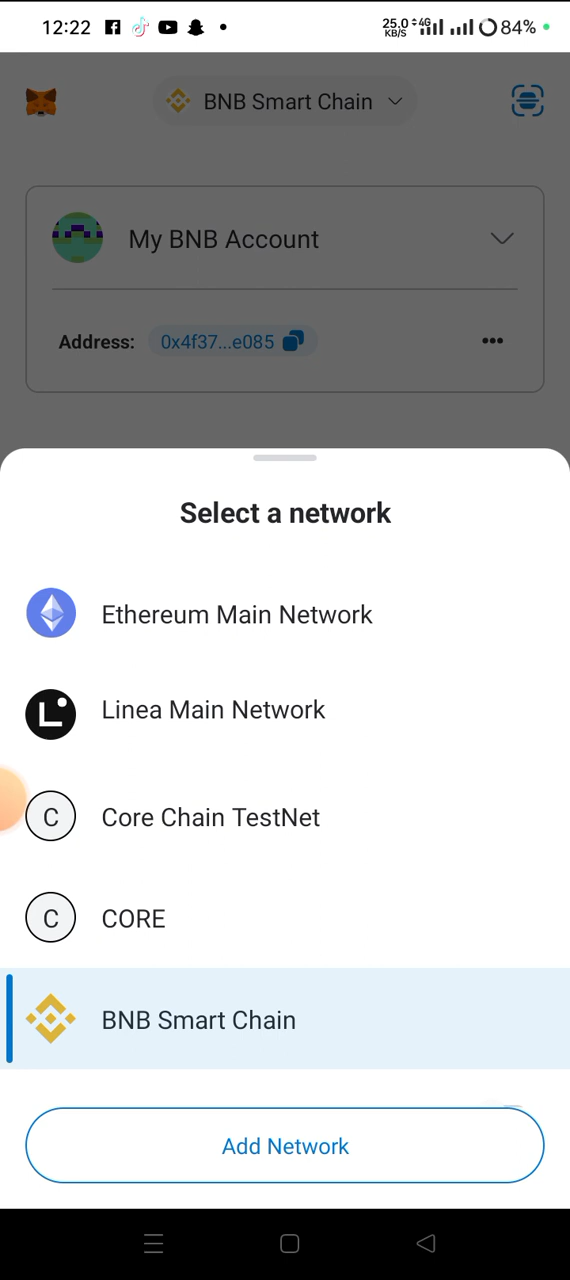 12:22
25.0 KB/S 4G 84%
BNB Smart Chain
My BNB Account
Address: 0x4f37...e085
Select a network
Ethereum Main Network
Linea Main Network
C Core Chain TestNet
C CORE
BNB Smart Chain
Add Network